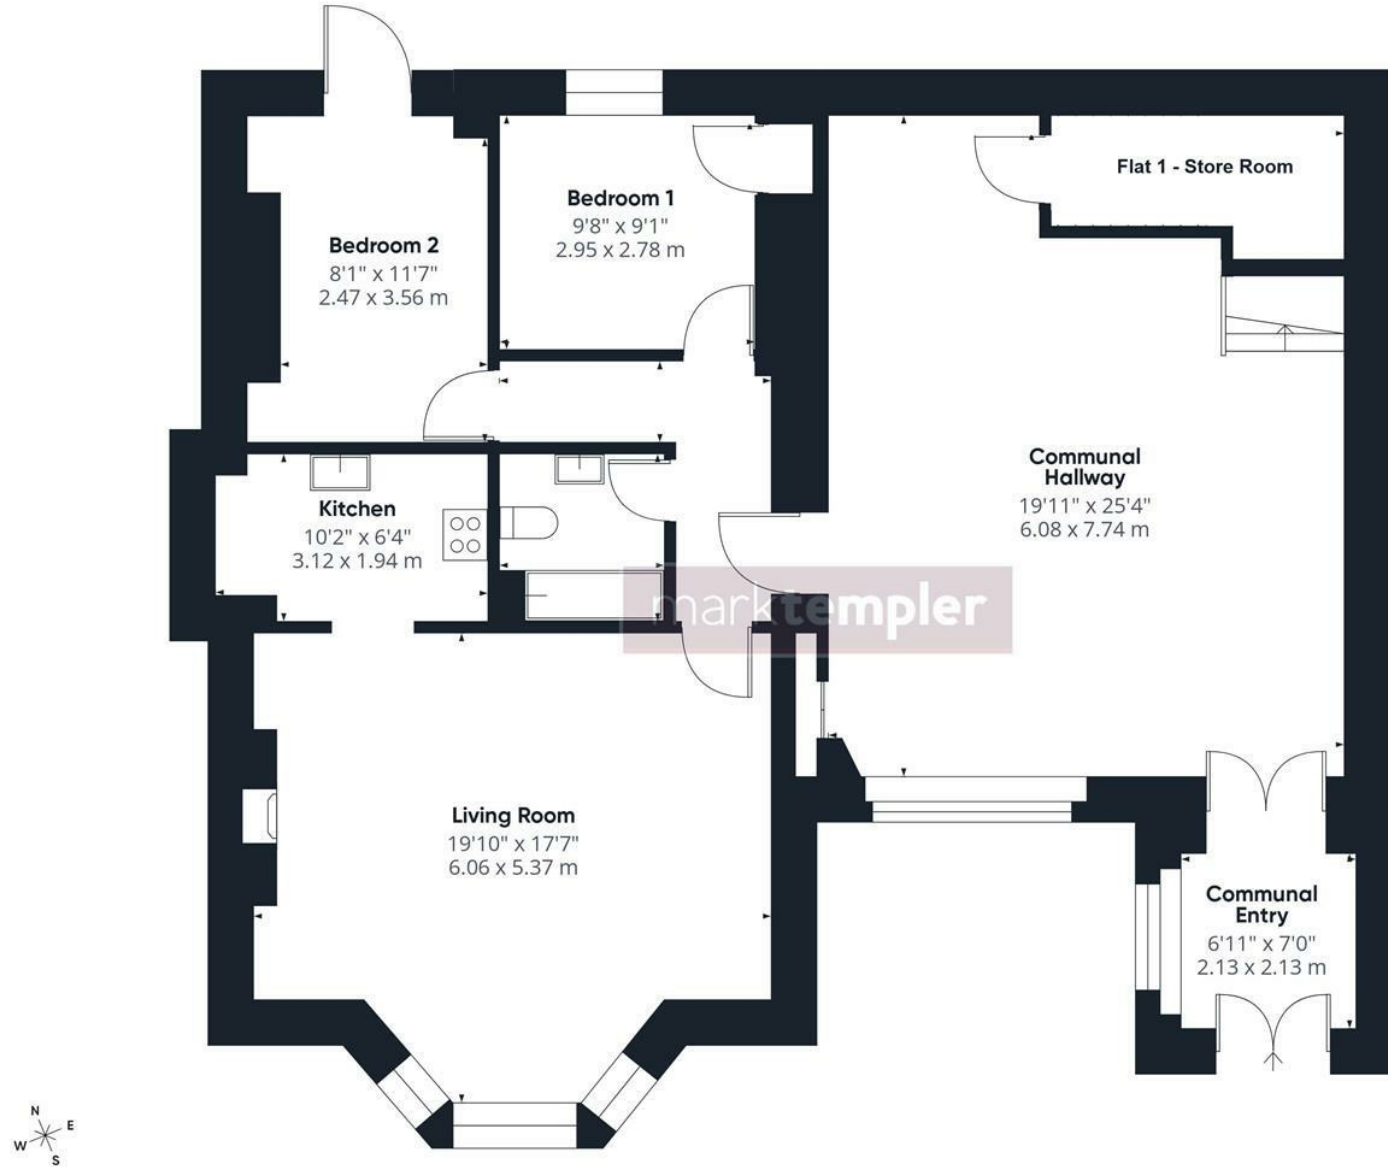 Bedroom 2
8'1" x 11'7"
2.47 x 3.56 m
Bedroom 1
9'8" x 9'1"
2.95 x 2.78 m
Flat 1 - Store Room
Kitchen
10'2" x 6'4"
3.12 x 1.94 m
Communal
Hallway
19'11" x 25'4"
6.08 x 7.74 m
marktempler
Living Room
19'10" x 17'7"
6.06 x 5.37 m
Communal
Entry
6'11" x 7'0"
2.13 x 2.13 m
N
E
W
S